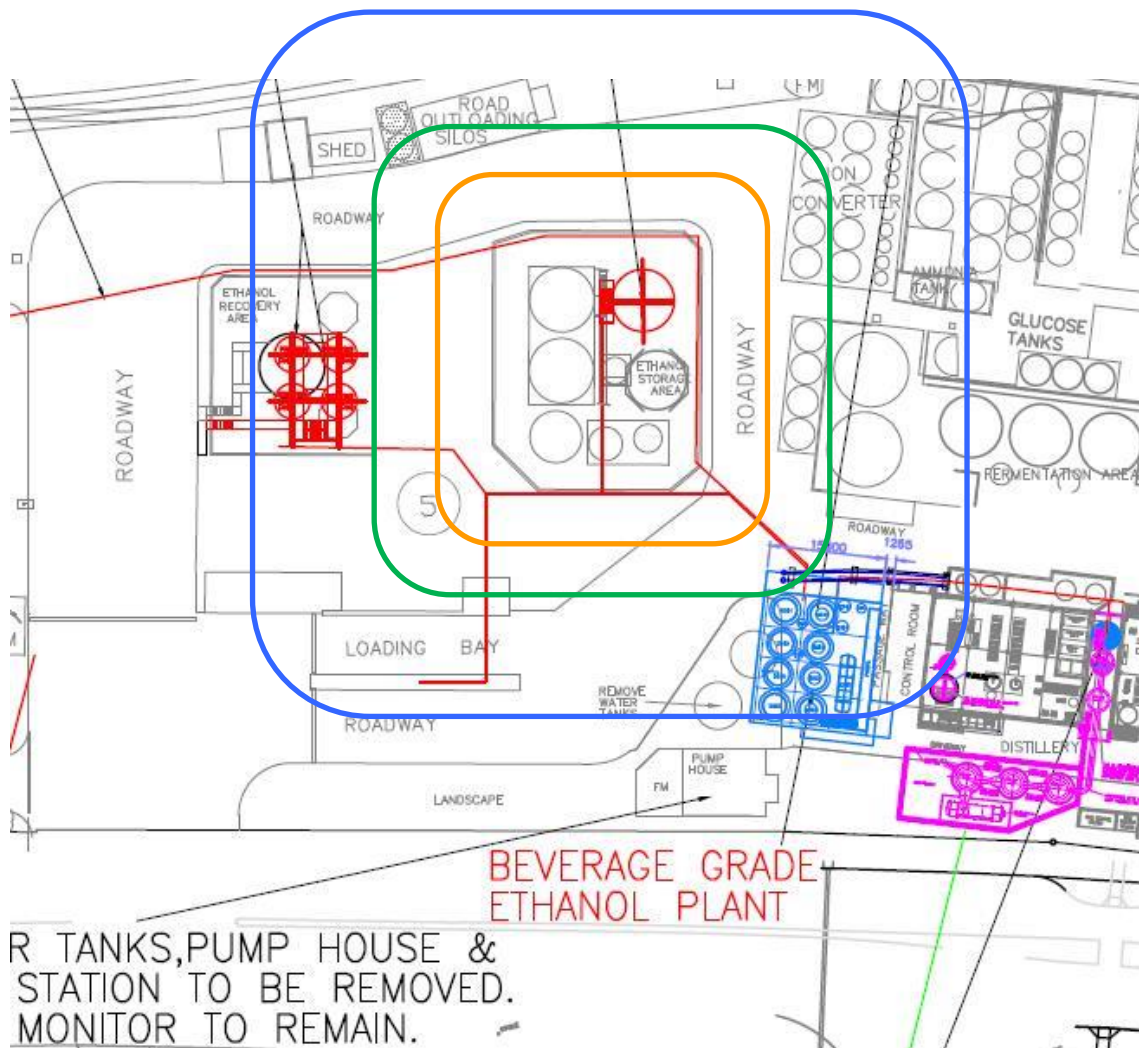 FM
ROAD
OUTLOADING
SILOS
SHED
ION
CONVERTER
ROADWAY
ETHANOL
RECOVERY
AREA
AMMONIA
TANK
GLUCOSE
TANKS
ETHANOL
STORAGE
AREA
ROADWAY
ROADWAY
FERMENTATION AREA
5
ROADWAY
1255
CONTROL ROOM
LOADING BAY
REMOVE
WATER
TANKS
ROADWAY
DISTILLERY
PUMP
HOUSE
FM
LANDSCAPE
BEVERAGE GRADE
ETHANOL PLANT
R TANKS,PUMP HOUSE &
STATION TO BE REMOVED.
MONITOR TO REMAIN.